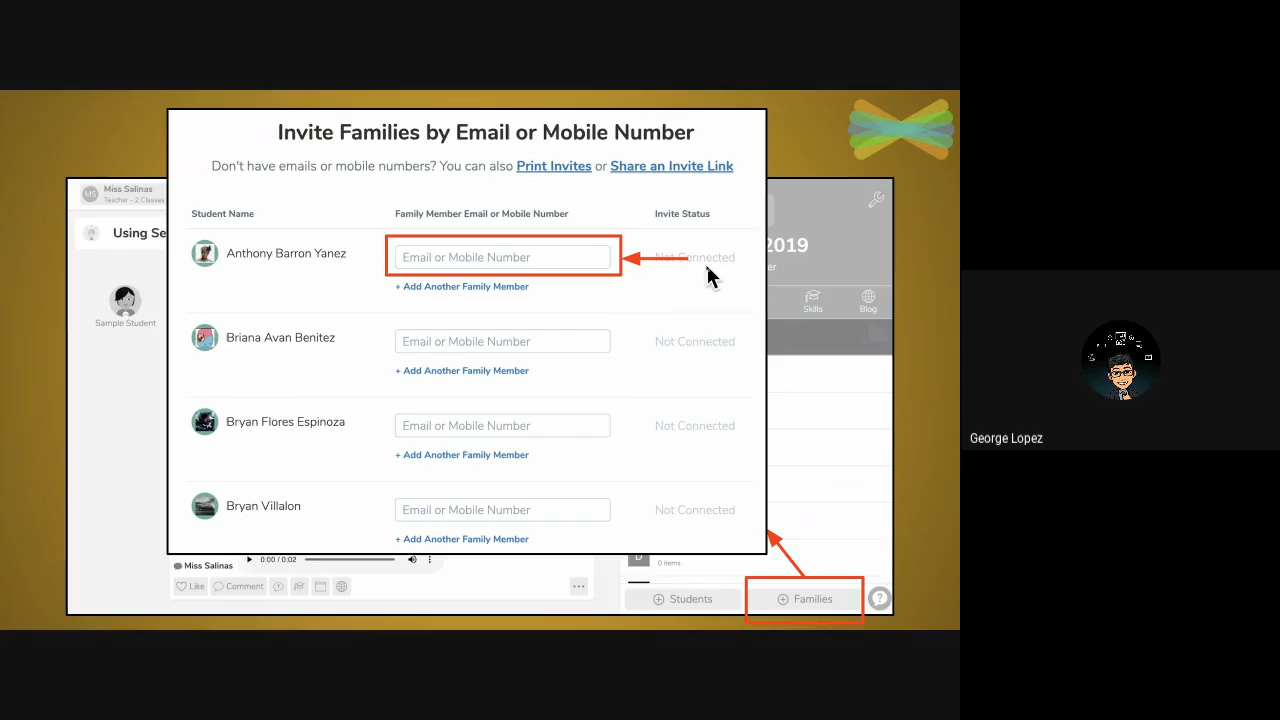 Invite Families by Email or Mobile Number
Don't have emails or mobile numbers? You can also Print Invites or Share an Invite Link
MS
Miss Salinas
Teacher - 2 Classes
Using Se
Sample Student
Student Name
Family Member Email or Mobile Number
Invite Status
Anthony Barron Yanez
Email or Mobile Number
Not Connected
+ Add Another Family Member
Briana Avan Benitez
Email or Mobile Number
Not Connected
+ Add Another Family Member
Bryan Flores Espinoza
Email or Mobile Number
Not Connected
+ Add Another Family Member
Bryan Villalon
Email or Mobile Number
Not Connected
+ Add Another Family Member
2019
er
Skills
Blog
Miss Salinas
0:00 / 0:02
Like
Comment
0 items
Students
Families
?
George Lopez